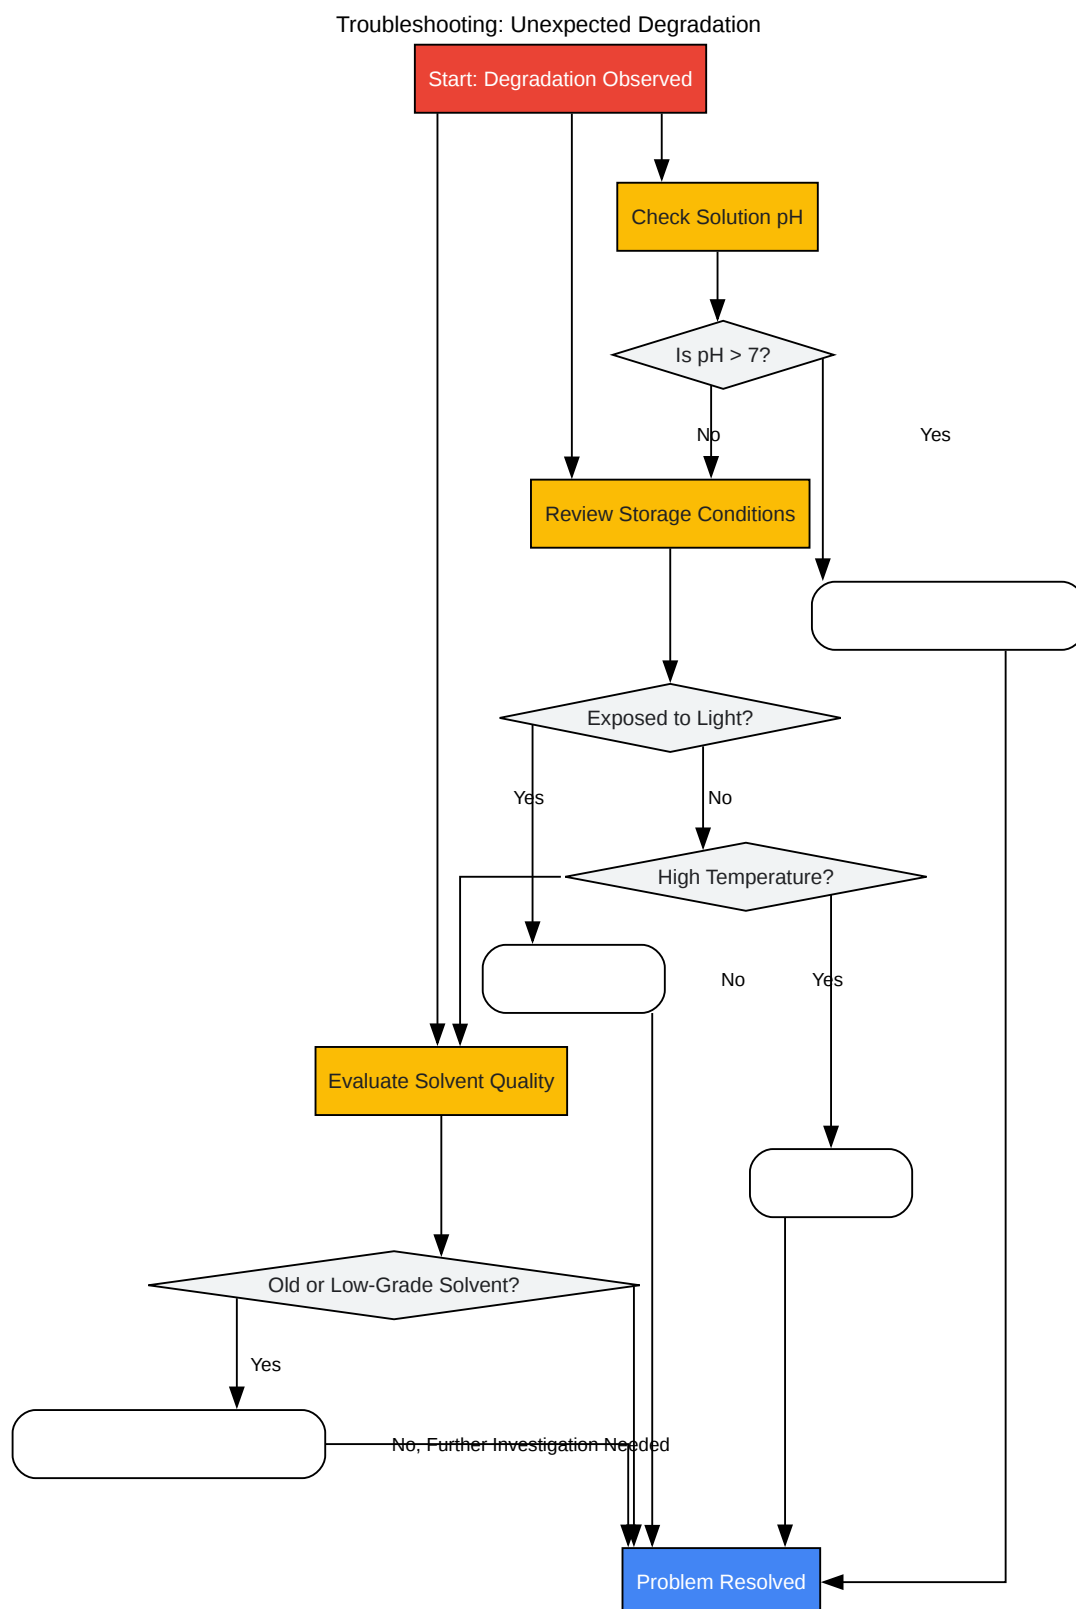 Troubleshooting: Unexpected Degradation
Start: Degradation Observed
Check Solution pH
Is pH > 7?
No
Yes
Review Storage Conditions
Exposed to Light?
Yes
No
High Temperature?
No
Yes
Evaluate Solvent Quality
Old or Low-Grade Solvent?
Yes
No, Further Investigation Needed
Problem Resolved